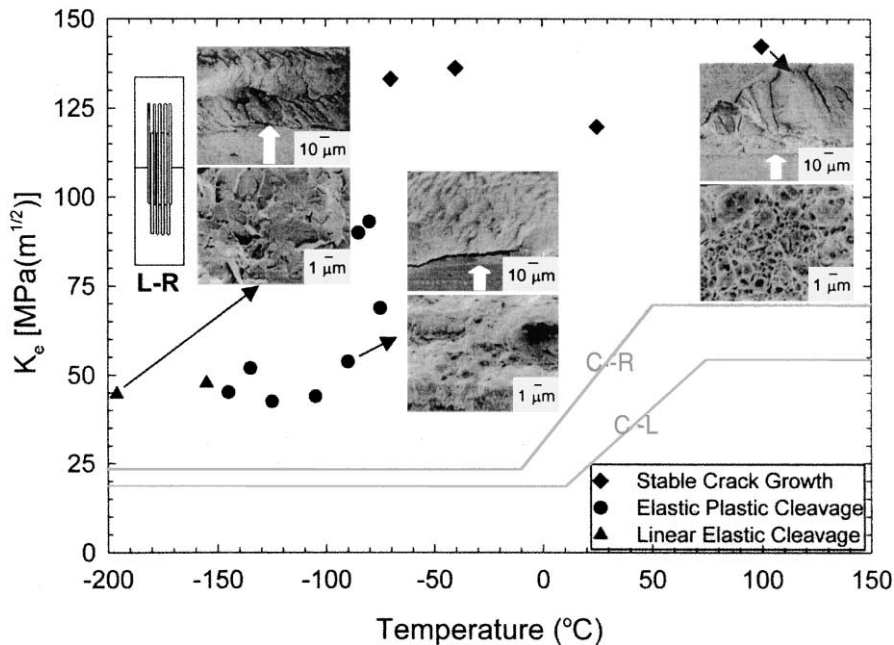 150
125
100
75
50
25
0
K_e [MPa(m^{1/2})]
L-R
10 μm
1 μm
10 μm
1 μm
10 μm
1 μm
C-R
C-L
◆ Stable Crack Growth
● Elastic Plastic Cleavage
▲ Linear Elastic Cleavage
-200 -150 -100 -50 0 50 100 150
Temperature (°C)